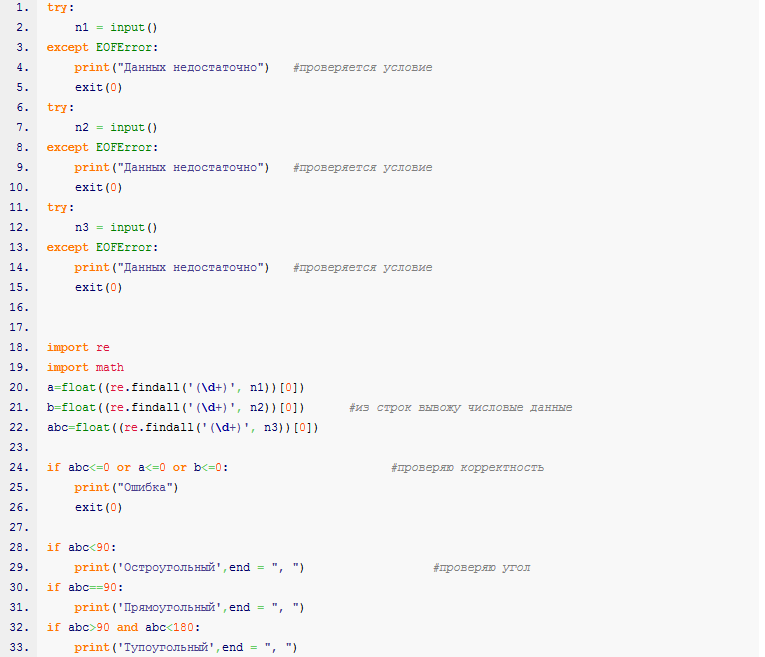 1. try:
2.     n1 = input()
3. except EOFError:
4.     print("Данных недостаточно")   #проверяется условие
5.     exit(0)
6. try:
7.     n2 = input()
8. except EOFError:
9.     print("Данных недостаточно")   #проверяется условие
10.     exit(0)
11. try:
12.     n3 = input()
13. except EOFError:
14.     print("Данных недостаточно")   #проверяется условие
15.     exit(0)
16.
17.
18. import re
19. import math
20. a=float((re.findall('(\d+)', n1))[0])
21. b=float((re.findall('(\d+)', n2))[0])      #из строк вывожу числовые данные
22. abc=float((re.findall('(\d+)', n3))[0])
23.
24. if abc<=0 or a<=0 or b<=0:                       #проверяю корректность
25.     print("Ошибка")
26.     exit(0)
27.
28. if abc<90:
29.     print('Остроугольный',end = ", ")                  #проверяю угол
30. if abc==90:
31.     print('Прямоугольный',end = ", ")
32. if abc>90 and abc<180:
33.     print('Тупоугольный',end = ", ")